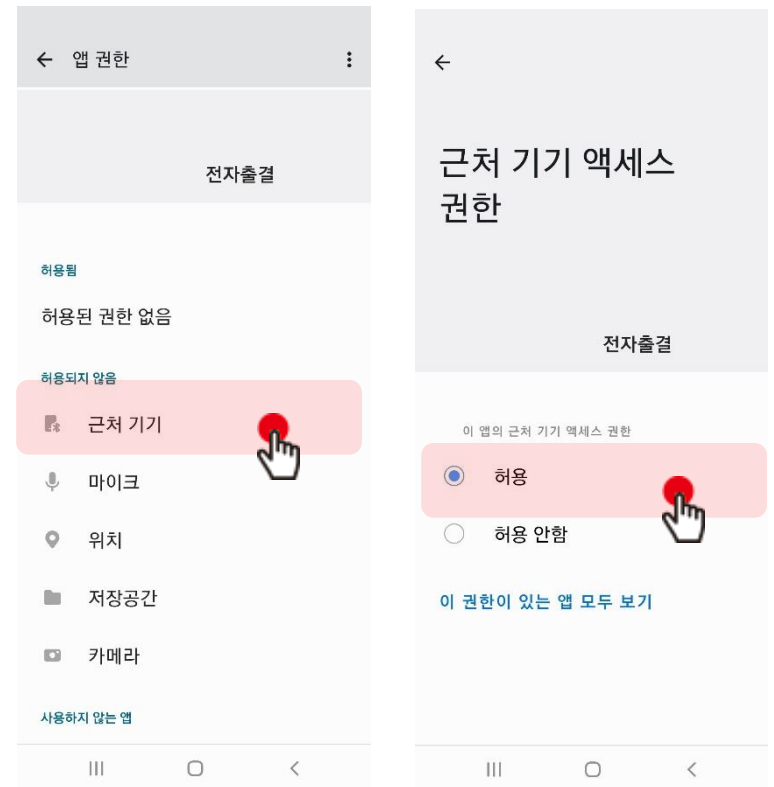 앱 권한
전자출결
허용됨
허용된 권한 없음
허용되지 않음
근처 기기
마이크
위치
저장공간
카메라
사용하지 않는 앱
근처 기기 액세스
권한
전자출결
이 앱의 근처 기기 액세스 권한
허용
허용 안함
이 권한이 있는 앱 모두 보기